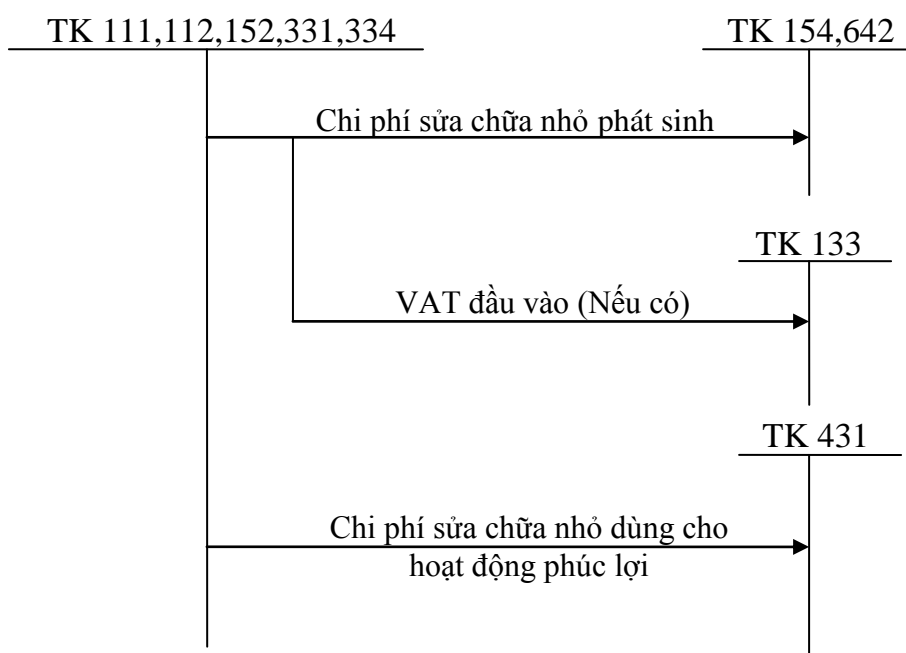 TK 111,112,152,331,334
TK 154,642
Chi phí sửa chữa nhỏ phát sinh
TK 133
VAT đầu vào (Nếu có)
TK 431
Chi phí sửa chữa nhỏ dùng cho
hoạt động phúc lợi